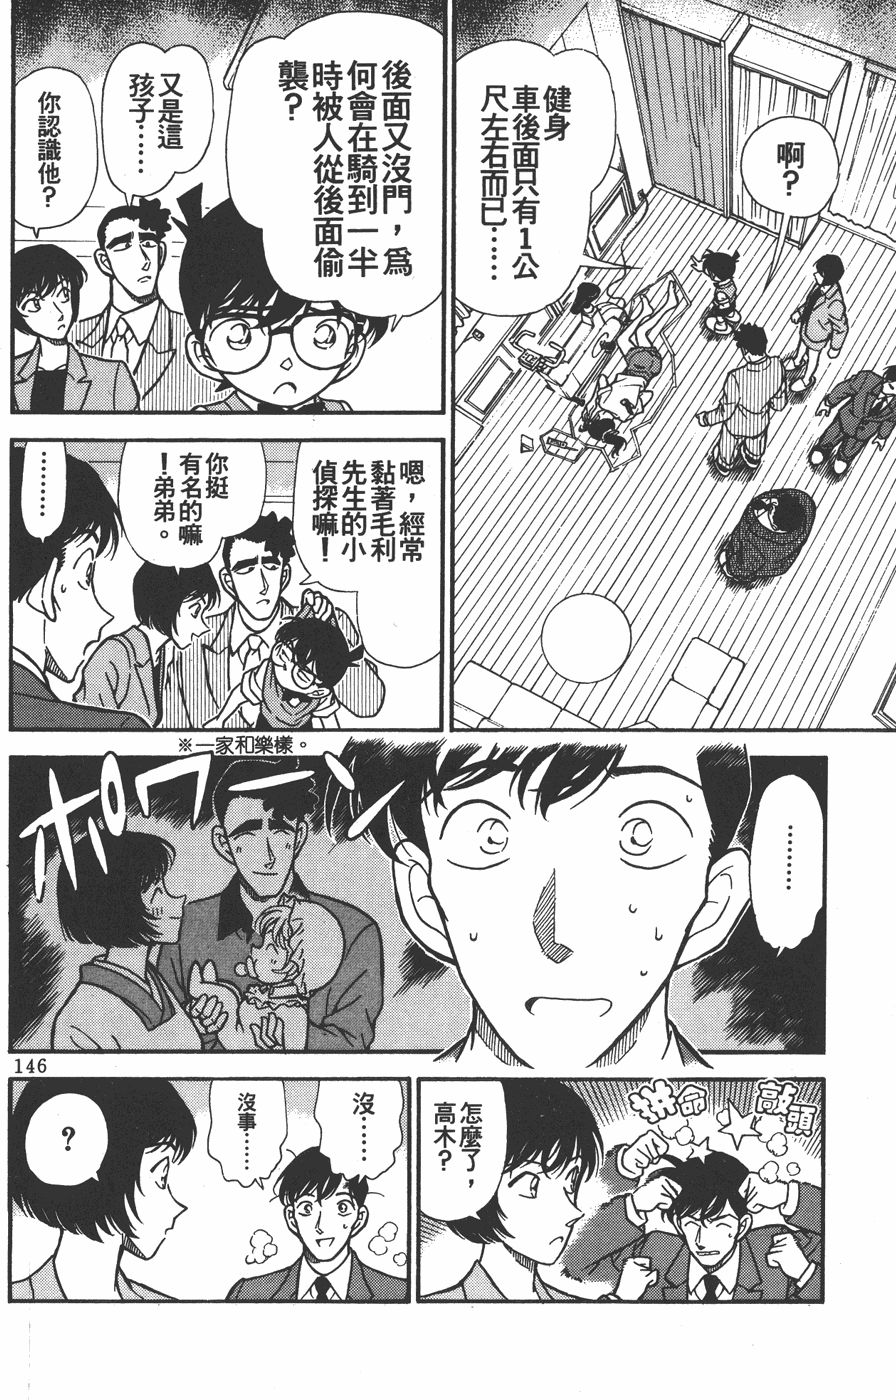 啊?
健身
車後面只有1公
尺左右而已……
後面又沒門，為
何會在騎到一半
時被人從後面偷
襲?
又是這
孩子……
你認識他?
嗯，經常
黏著毛利
先生的小
偵探嘛!
你挺
有名的嘛
!弟弟。
………
※一家和樂樣。
………
ポワーン
146
拼命
敲頭
怎麼了，
高木?
沒……
沒事……
?